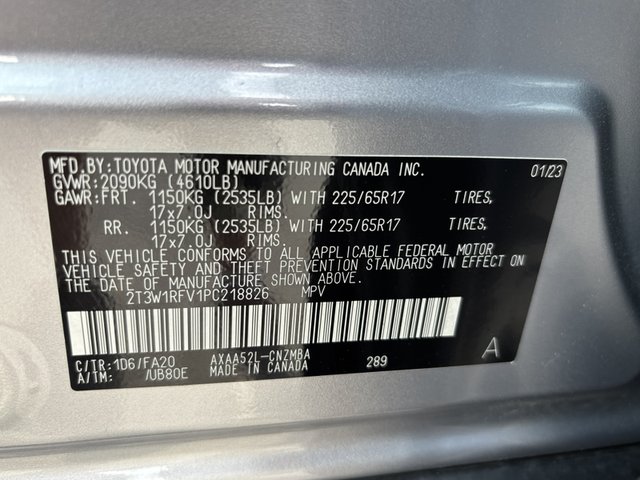 MFD.BY:TOYOTA MOTOR MANUFACTURING CANADA INC. 01/23
GVWR:2090KG (4610LB)
GAWR:FRT. 1150KG (2535LB) WITH 225/65R17 TIRES,
17x7.0J RIMS.
RR. 1150KG (2535LB) WITH 225/65R17 TIRES,
17x7.0J RIMS.
THIS VEHICLE CONFORMS TO ALL APPLICABLE FEDERAL MOTOR
VEHICLE SAFETY AND THEFT PREVENTION STANDARDS IN EFFECT ON
THE DATE OF MANUFACTURE SHOWN ABOVE.
2T3W1RFV1PC218826 MPV
C/TR:1D6/FA20 AXAA52L-CNZMBA 289 A
A/TM: /UB80E MADE IN CANADA